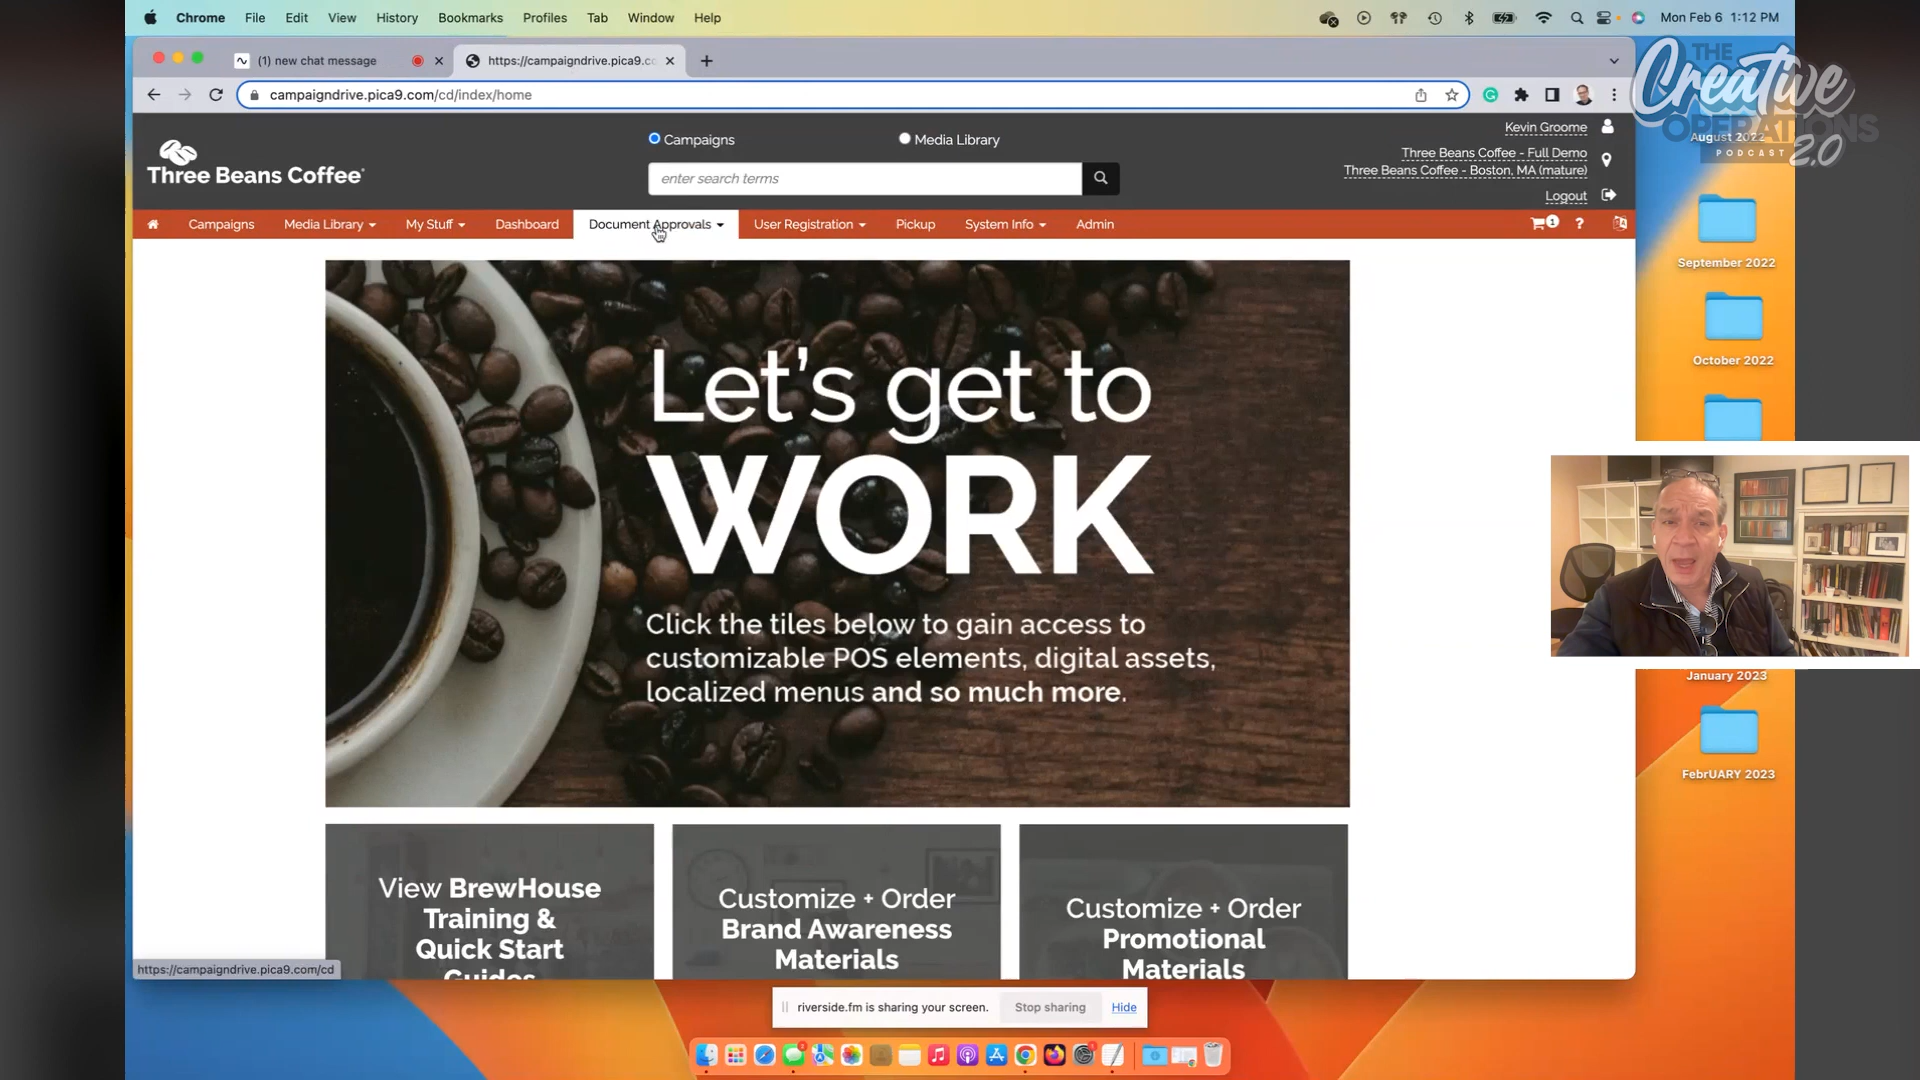 Chrome File Edit View History Bookmarks Profiles Tab Window Help
Mon Feb 6 1:12 PM
(1) new chat message
https://campaigndrive.pica9.co
campaigndrive.pica9.com/cd/index/home
THE
Creative
OPERATIONS
PODCAST 2.0
Three Beans Coffee
Campaigns
Media Library
enter search terms
Kevin Groome
Three Beans Coffee - Full Demo
Three Beans Coffee - Boston, MA (mature)
Logout
Campaigns Media Library My Stuff Dashboard Document Approvals User Registration Pickup System Info Admin
1 ?
Let's get to
WORK
Click the tiles below to gain access to
customizable POS elements, digital assets,
localized menus and so much more.
View BrewHouse
Training &
Quick Start
Guides
Customize + Order
Brand Awareness
Materials
Customize + Order
Promotional
Materials
https://campaigndrive.pica9.com/cd
riverside.fm is sharing your screen.
Stop sharing
Hide
August 2022
September 2022
October 2022
January 2023
FebrUARY 2023